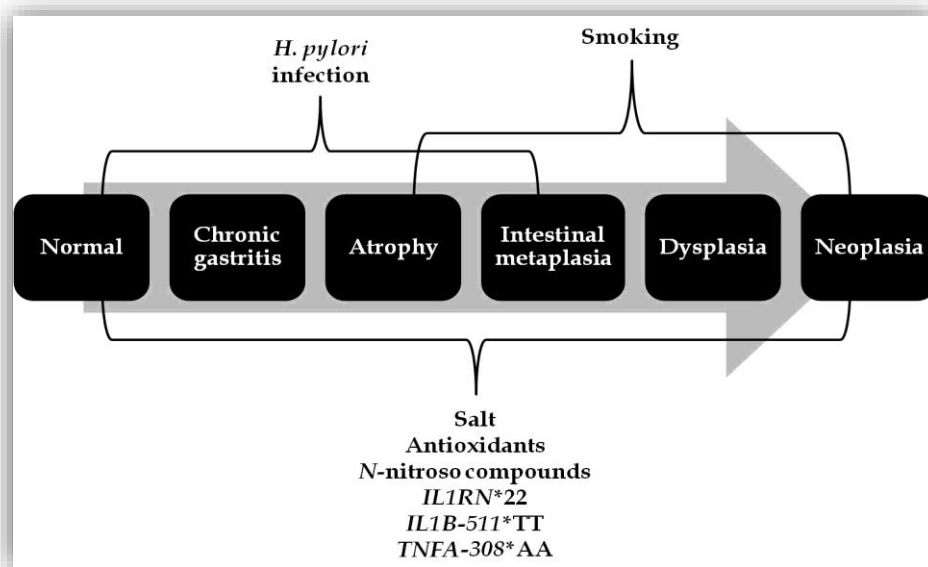 H. pylori
infection
Smoking
Normal
Chronic
gastritis
Atrophy
Intestinal
metaplasia
Dysplasia
Neoplasia
Salt
Antioxidants
N-nitroso compounds
IL1RN*22
IL1B-511*TT
TNFA-308*AA